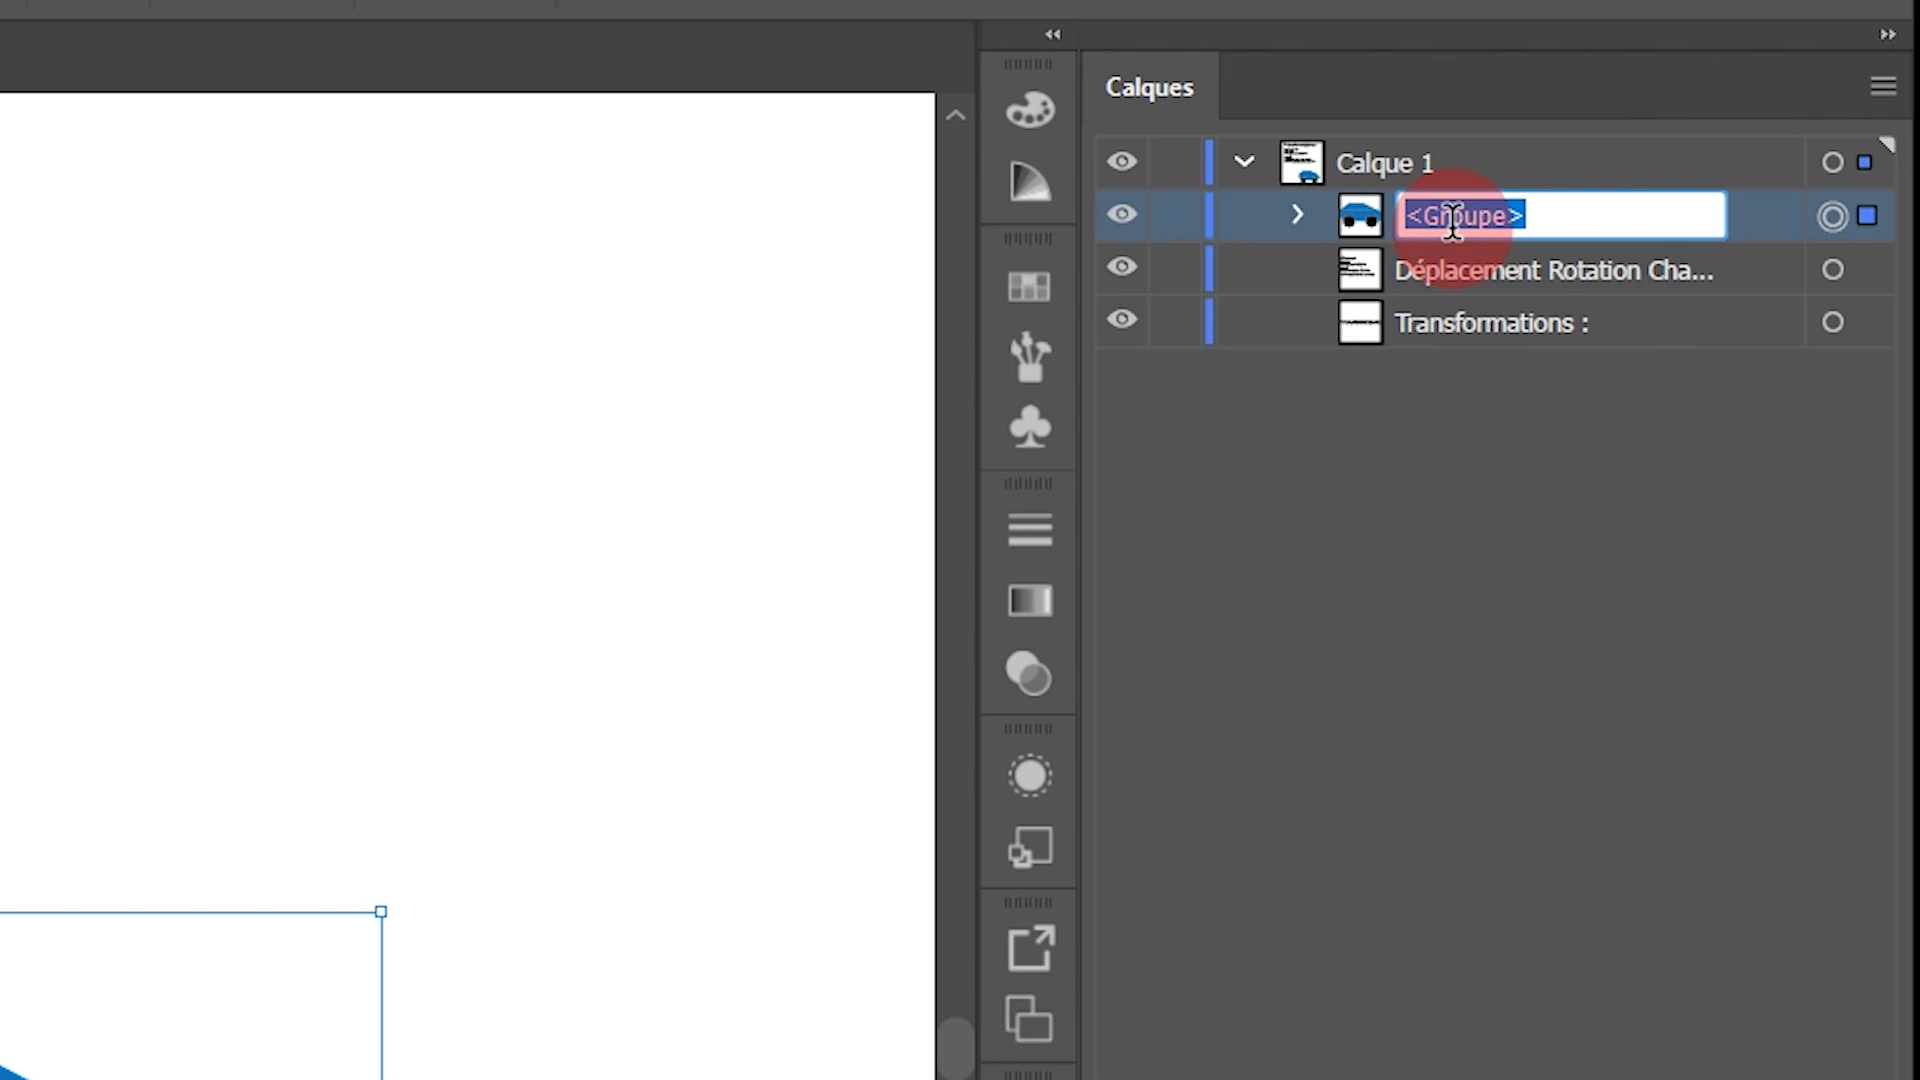 Calques
Calque 1
<Groupe>
Déplacement Rotation Cha...
Transformations :